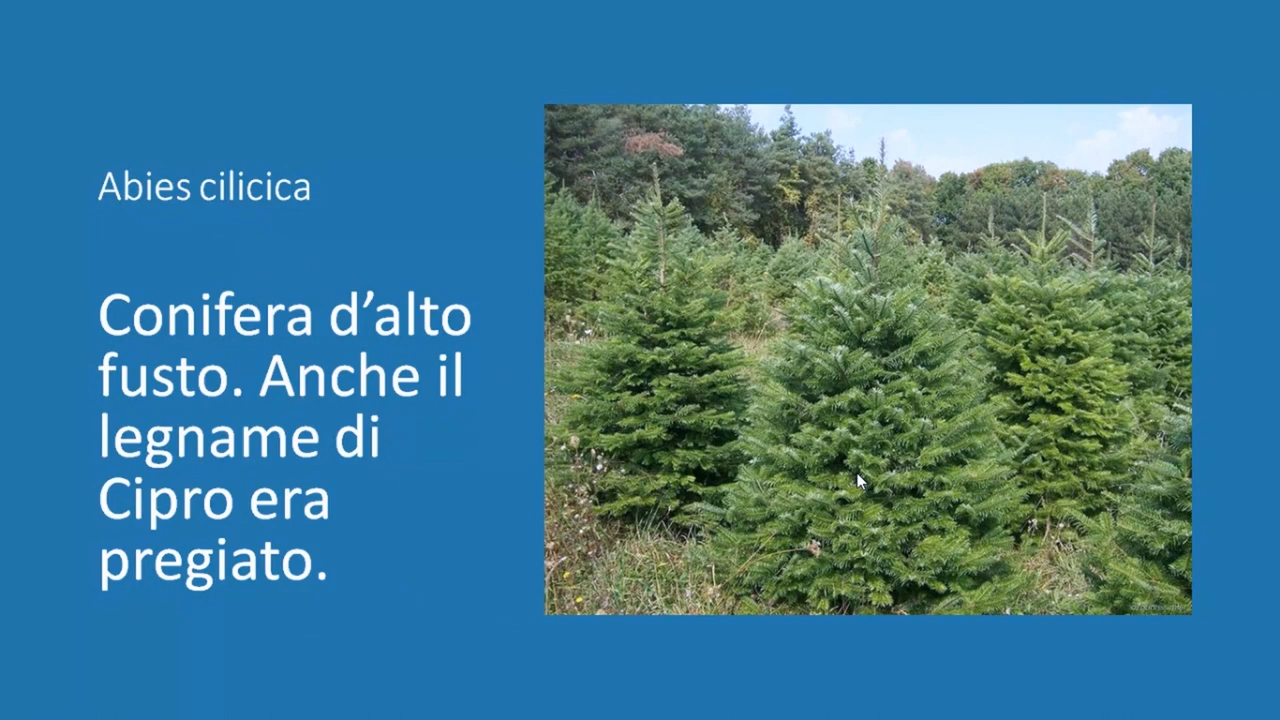 Abies cilicica
Conifera d’alto
fusto. Anche il
legname di
Cipro era
pregiato.